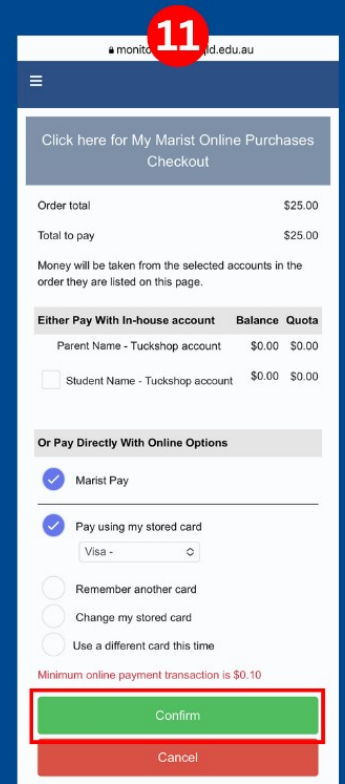 11
monito ld.edu.au
Click here for My Marist Online Purchases
Checkout
Order total $25.00
Total to pay $25.00
Money will be taken from the selected accounts in the
order they are listed on this page.
Either Pay With In-house account Balance Quota
Parent Name - Tuckshop account $0.00 $0.00
Student Name - Tuckshop account $0.00 $0.00
Or Pay Directly With Online Options
Marist Pay
Pay using my stored card
Visa -
Remember another card
Change my stored card
Use a different card this time
Minimum online payment transaction is $0.10
Confirm
Cancel